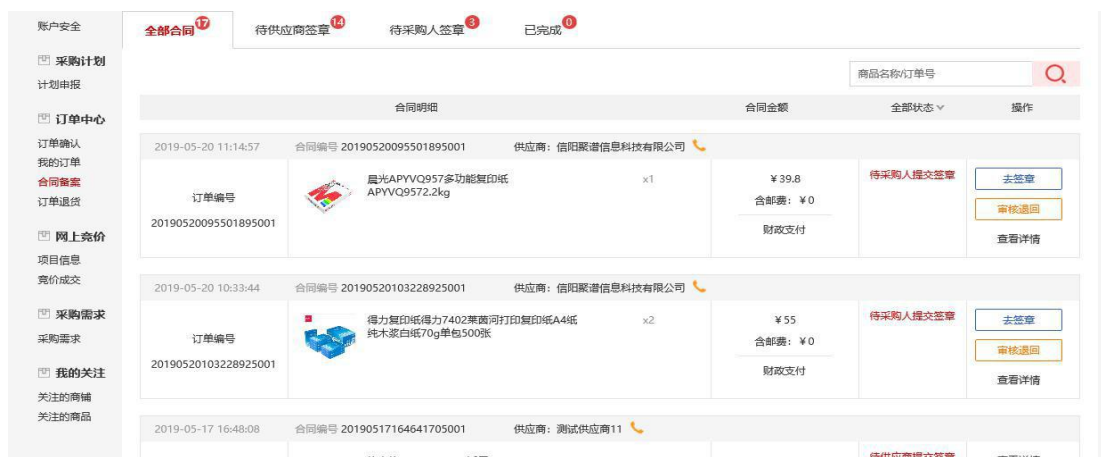 账户安全
采购计划
计划申报
订单中心
订单确认
我的订单
合同备案
订单退货
网上竞价
项目信息
竞价成交
采购需求
采购需求
我的关注
关注的商铺
关注的商品
全部合同 17 待供应商签章 14 待采购人签章 3 已完成 0
商品名称/订单号
合同明细 合同金额 全部状态 操作
2019-05-20 11:14:57 合同编号 20190520095501895001 供应商：信阳聚谱信息科技有限公司
订单编号
20190520095501895001
晨光APYVQ957多功能复印纸
APYVQ9572.2kg
x1
¥39.8
含邮费：¥0
财政支付
待采购人提交签章
去签章
审核退回
查看详情
2019-05-20 10:33:44 合同编号 20190520103228925001 供应商：信阳聚谱信息科技有限公司
订单编号
20190520103228925001
得力复印纸得力7402莱茵河打印复印纸A4纸
纯木浆白纸70g单包500张
x2
¥55
含邮费：¥0
财政支付
待采购人提交签章
去签章
审核退回
查看详情
2019-05-17 16:48:08 合同编号 20190517164641705001 供应商：测试供应商11
待供应商提交签章